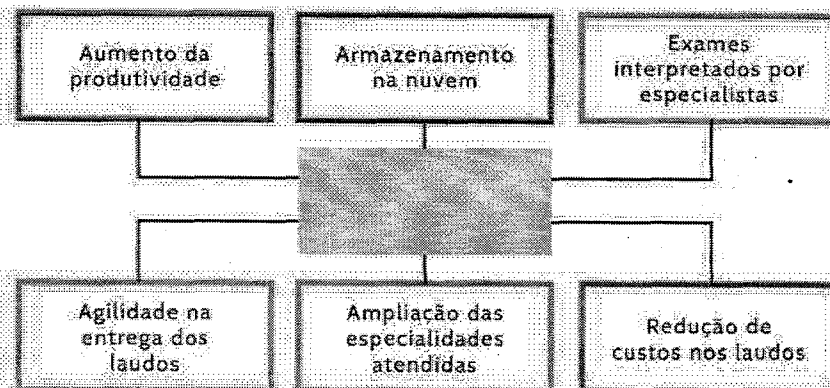 Aumento da
produtividade
Armazenamento
na nuvem
Exames
interpretados por
especialistas
Agilidade na
entrega dos
laudos
Ampliação das
especialidades
atendidas
Redução de
custos nos laudos